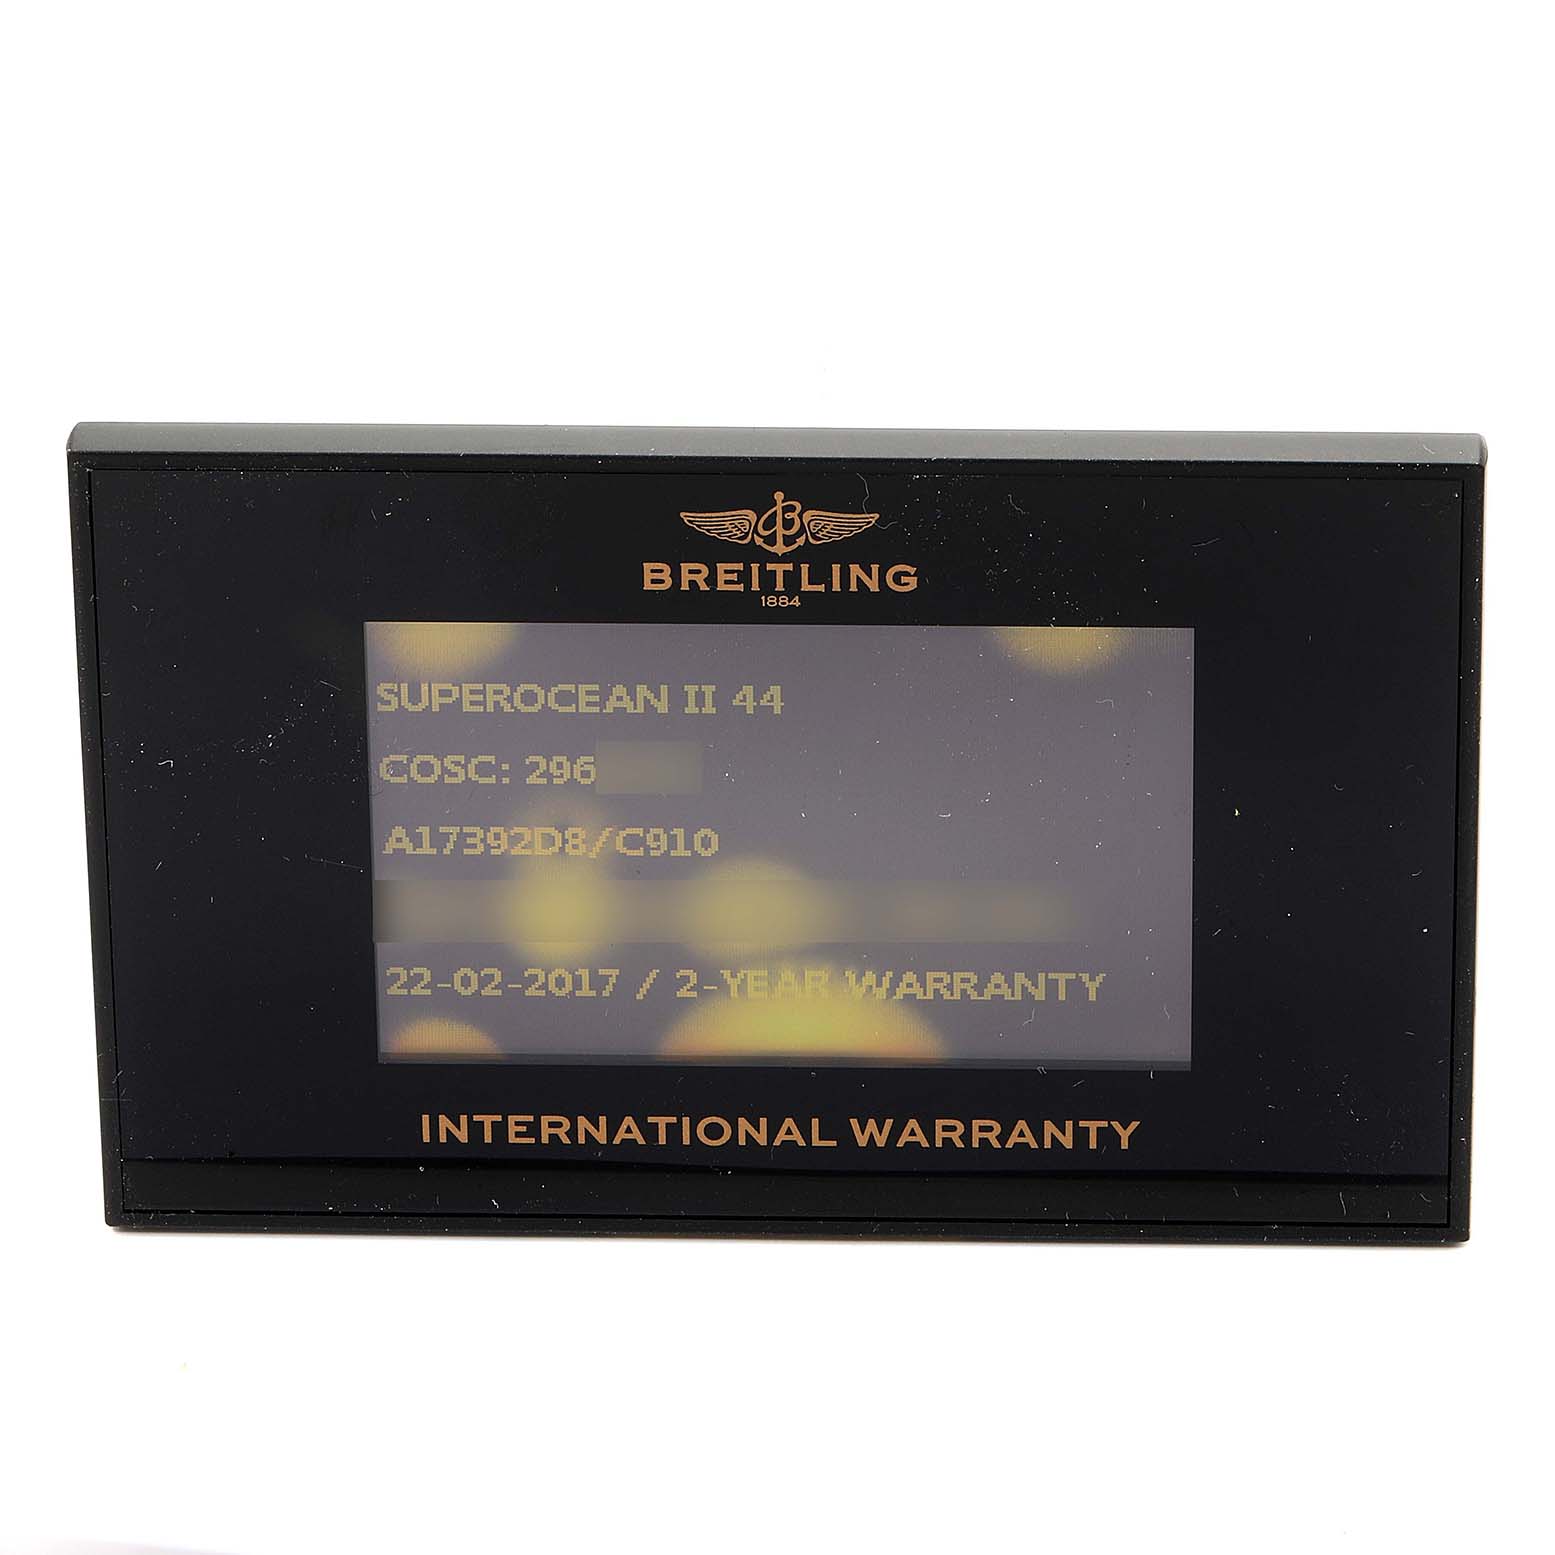 BREITLING
1884
SUPEROCEAN II 44
COSC: 296
A17392D8/C910
22-02-2017 / 2-YEAR WARRANTY
INTERNATIONAL WARRANTY